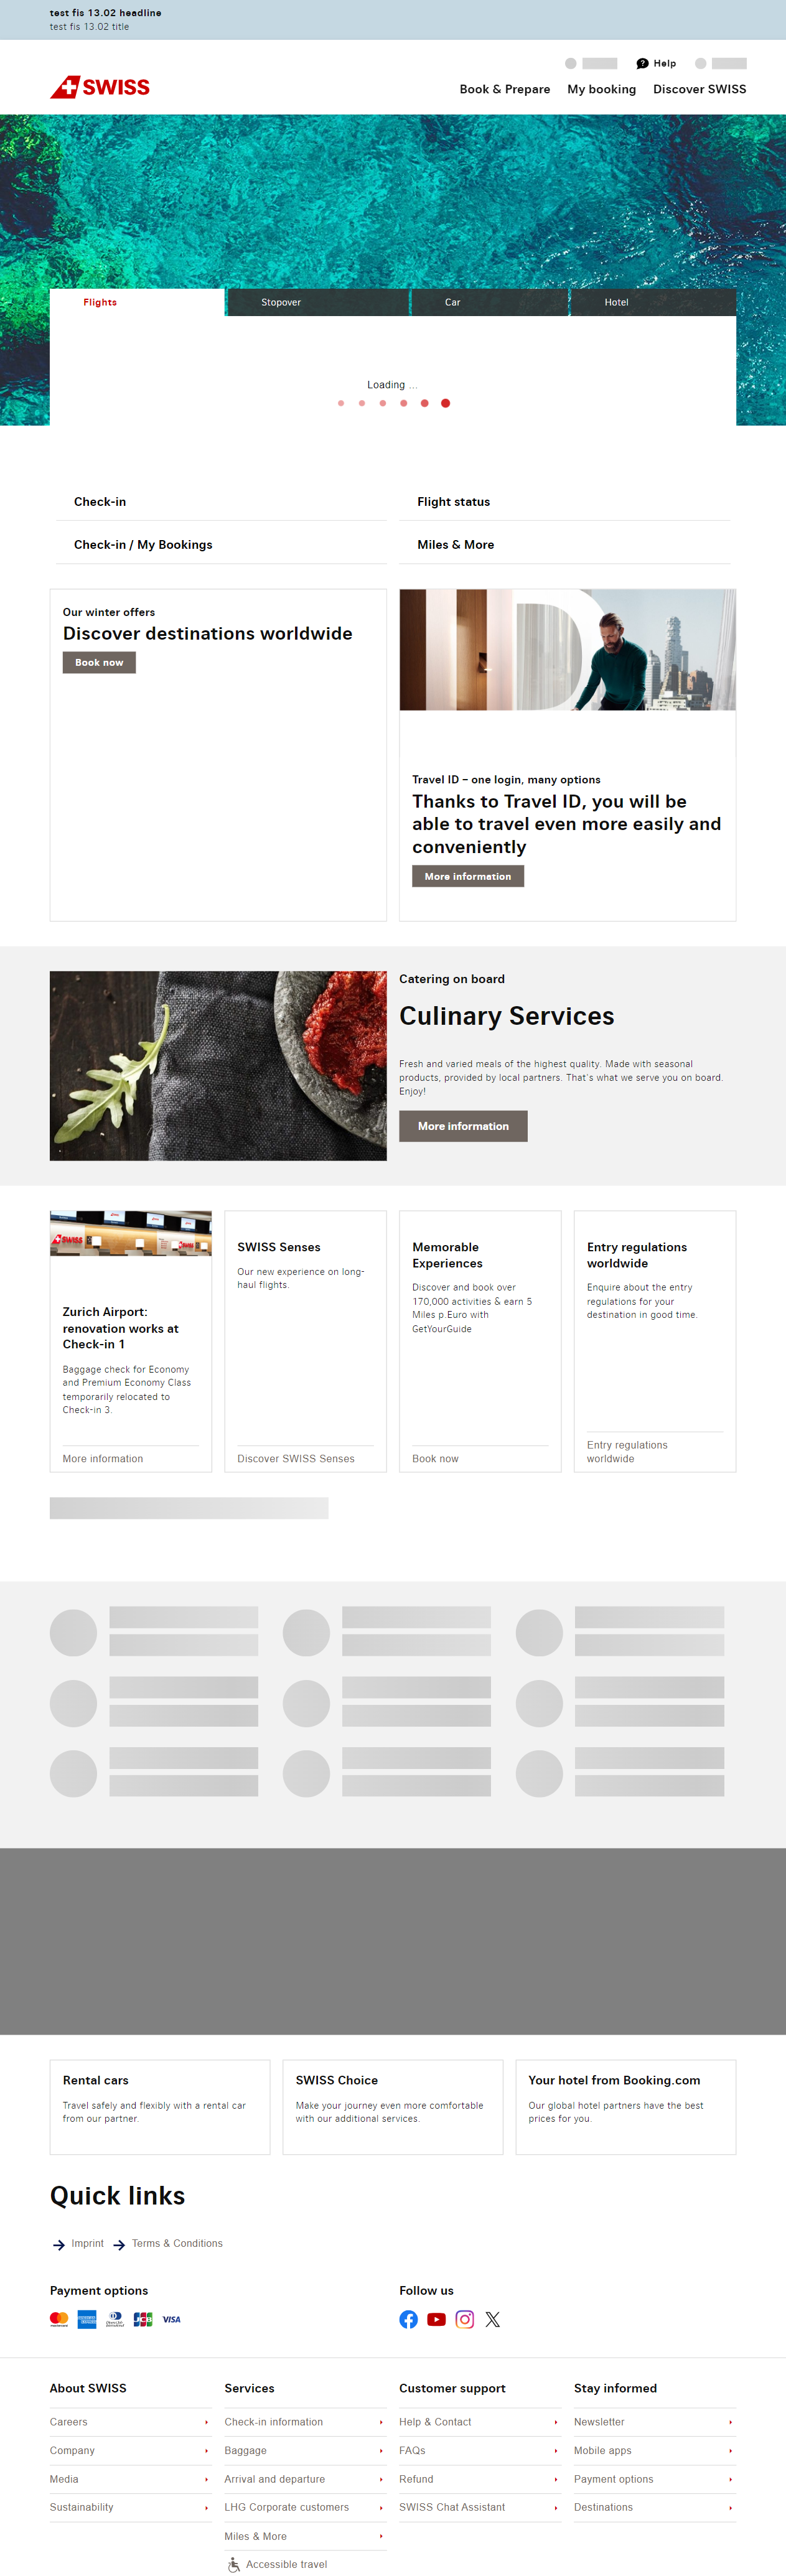 test fis 13.02 headline
test fis 13.02 title
Help
SWISS
Book & Prepare My booking Discover SWISS
Flights Stopover Car Hotel
Loading ...
Check-in
Flight status
Check-in / My Bookings
Miles & More
Our winter offers
Discover destinations worldwide
Book now
Travel ID – one login, many options
Thanks to Travel ID, you will be
able to travel even more easily and
conveniently
More information
Catering on board
Culinary Services
Fresh and varied meals of the highest quality. Made with seasonal
products, provided by local partners. That's what we serve you on board.
Enjoy!
More information
Zurich Airport:
renovation works at
Check-in 1
Baggage check for Economy
and Premium Economy Class
temporarily relocated to
Check-in 3.
More information
SWISS Senses
Our new experience on long-
haul flights.
Discover SWISS Senses
Memorable
Experiences
Discover and book over
170,000 activities & earn 5
Miles p.Euro with
GetYourGuide
Book now
Entry regulations
worldwide
Enquire about the entry
regulations for your
destination in good time.
Entry regulations
worldwide
Rental cars
Travel safely and flexibly with a rental car
from our partner.
SWISS Choice
Make your journey even more comfortable
with our additional services.
Your hotel from Booking.com
Our global hotel partners have the best
prices for you.
Quick links
Imprint Terms & Conditions
Payment options
JCB VISA
Follow us
About SWISS
Careers
Company
Media
Sustainability
Services
Check-in information
Baggage
Arrival and departure
LHG Corporate customers
Miles & More
Accessible travel
Customer support
Help & Contact
FAQs
Refund
SWISS Chat Assistant
Stay informed
Newsletter
Mobile apps
Payment options
Destinations